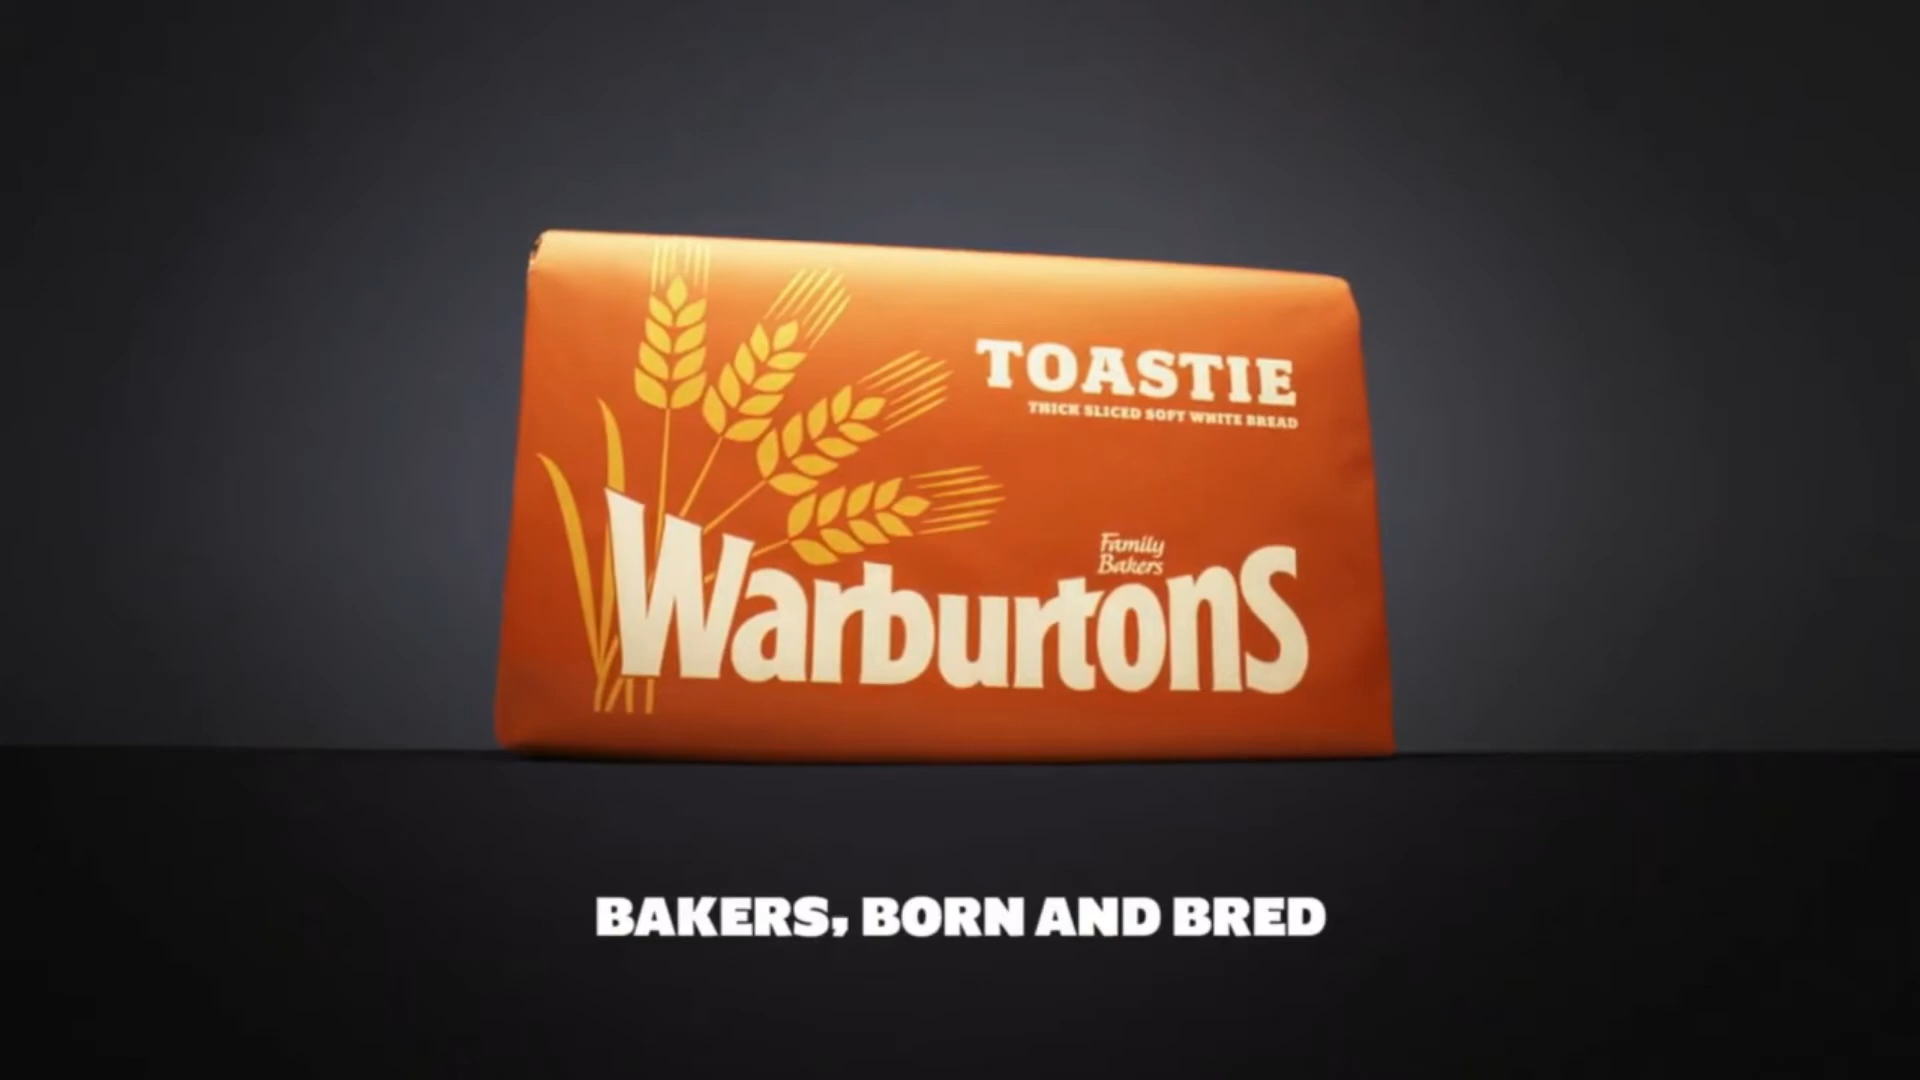 TOASTIE
THICK SLICED SOFT WHITE BREAD
Family
Bakers
Warburtons
BAKERS, BORN AND BRED